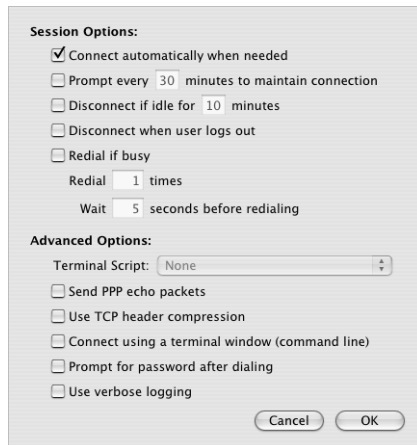 Session Options:
Connect automatically when needed
Prompt every 30 minutes to maintain connection
Disconnect if idle for 10 minutes
Disconnect when user logs out
Redial if busy
Redial 1 times
Wait 5 seconds before redialing
Advanced Options:
Terminal Script: None
Send PPP echo packets
Use TCP header compression
Connect using a terminal window (command line)
Prompt for password after dialing
Use verbose logging
Cancel OK